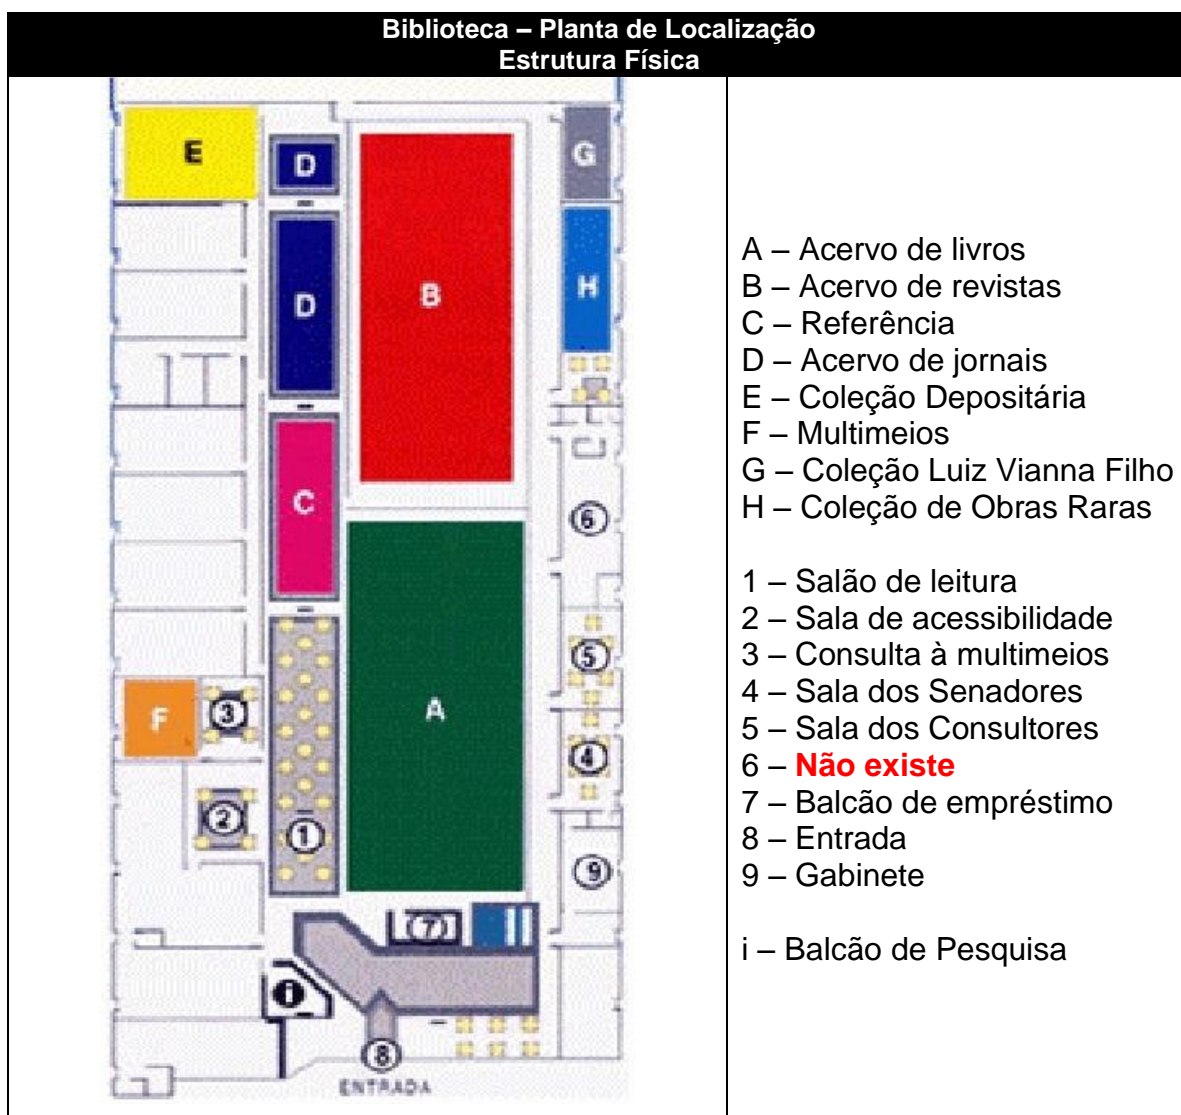 Biblioteca – Planta de Localização
Estrutura Física
E
D
G
D
B
H
C
6
5
A
F
3
4
2
1
9
7
i
8
ENTRADA
A – Acervo de livros
B – Acervo de revistas
C – Referência
D – Acervo de jornais
E – Coleção Depositária
F – Multimeios
G – Coleção Luiz Vianna Filho
H – Coleção de Obras Raras
1 – Salão de leitura
2 – Sala de acessibilidade
3 – Consulta à multimeios
4 – Sala dos Senadores
5 – Sala dos Consultores
6 – Não existe
7 – Balcão de empréstimo
8 – Entrada
9 – Gabinete
i – Balcão de Pesquisa